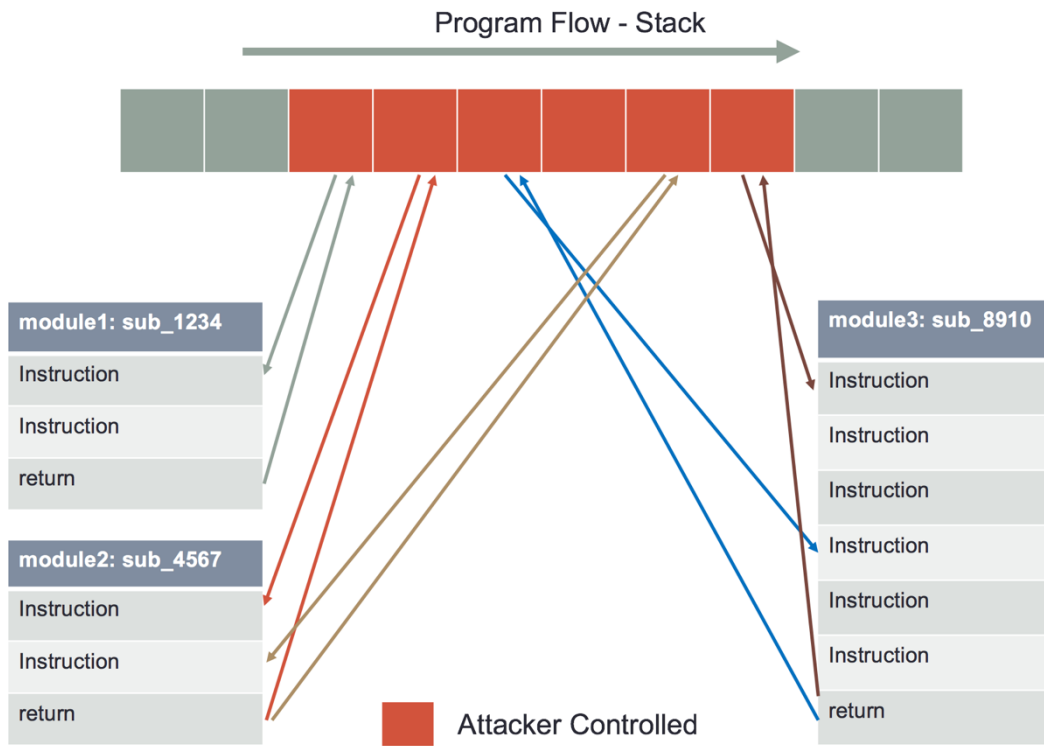 Program Flow - Stack
module1: sub_1234
Instruction
Instruction
return
module2: sub_4567
Instruction
Instruction
return
module3: sub_8910
Instruction
Instruction
Instruction
Instruction
Instruction
Instruction
return
Attacker Controlled